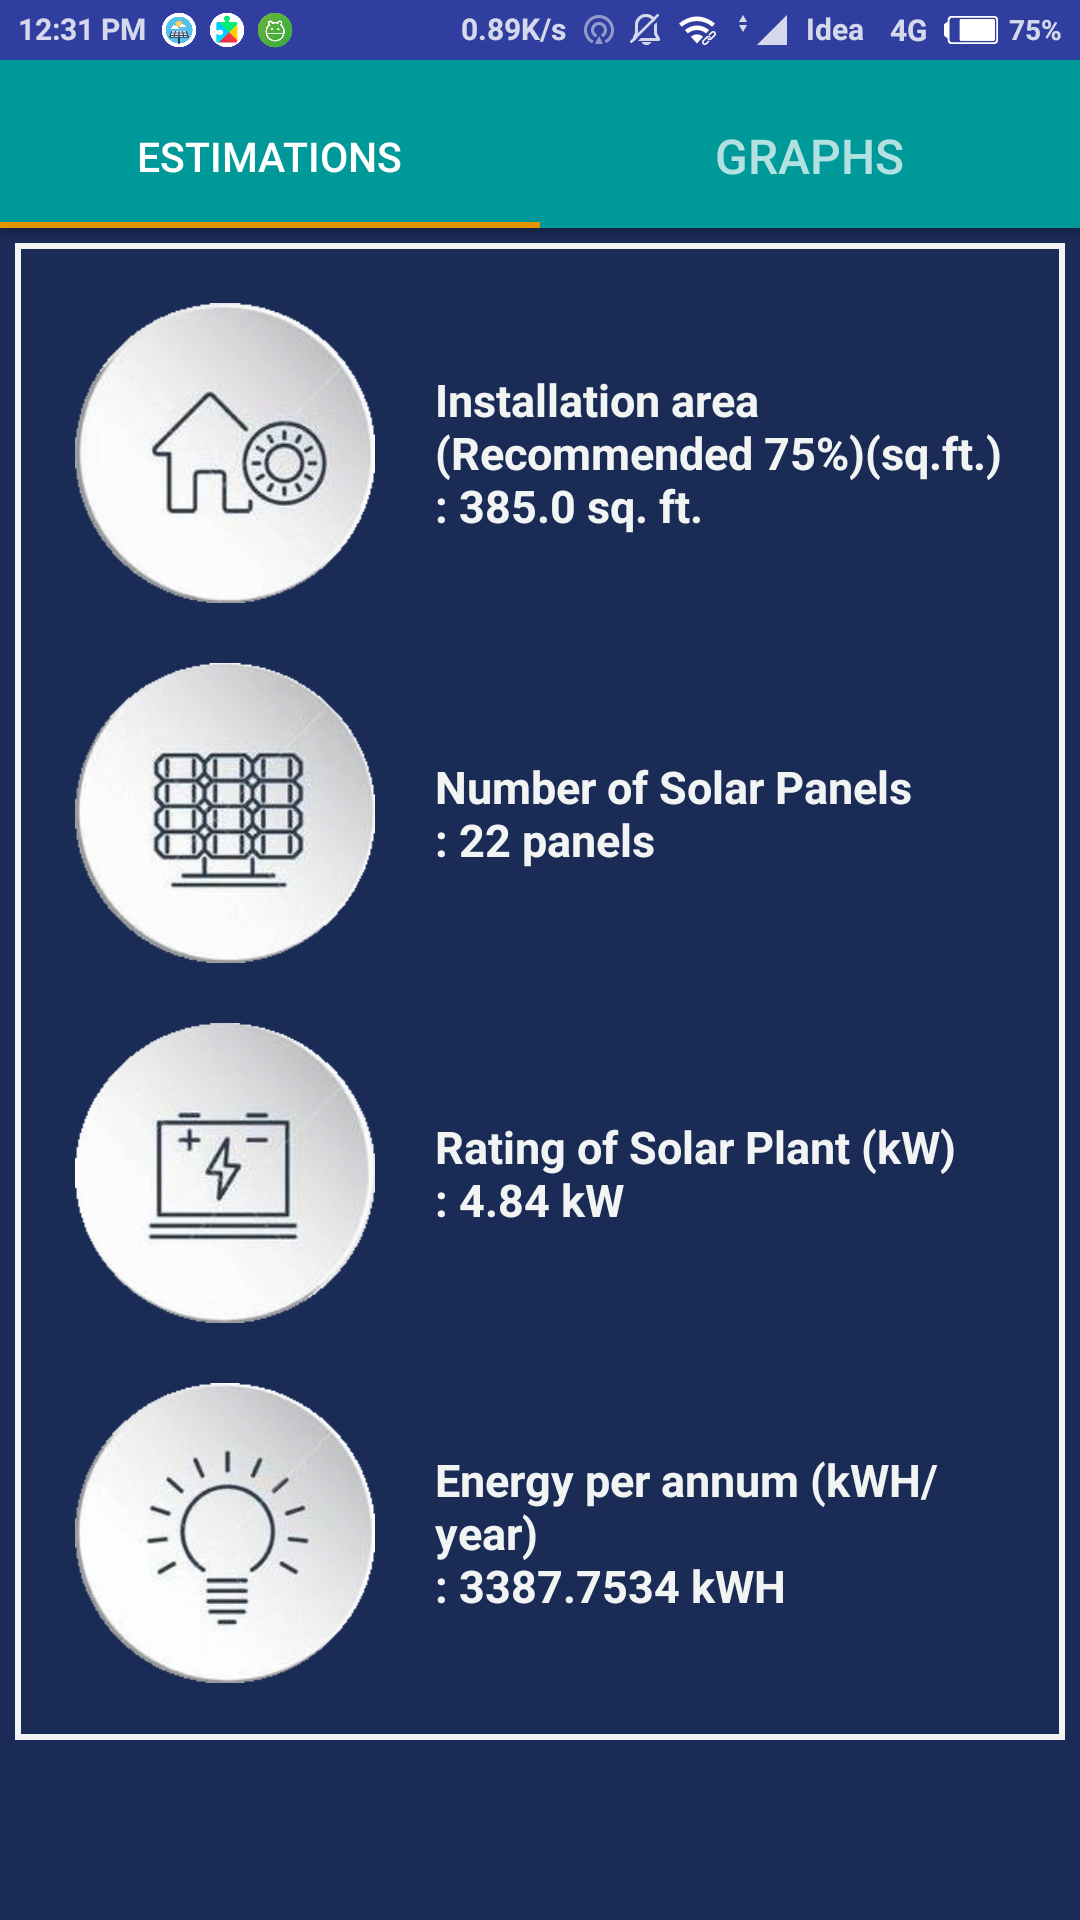 12:31 PM 0.89K/s Idea 4G 75%
ESTIMATIONS GRAPHS
Installation area
(Recommended 75%)(sq.ft.)
: 385.0 sq. ft.
Number of Solar Panels
: 22 panels
Rating of Solar Plant (kW)
: 4.84 kW
Energy per annum (kWH/
year)
: 3387.7534 kWH